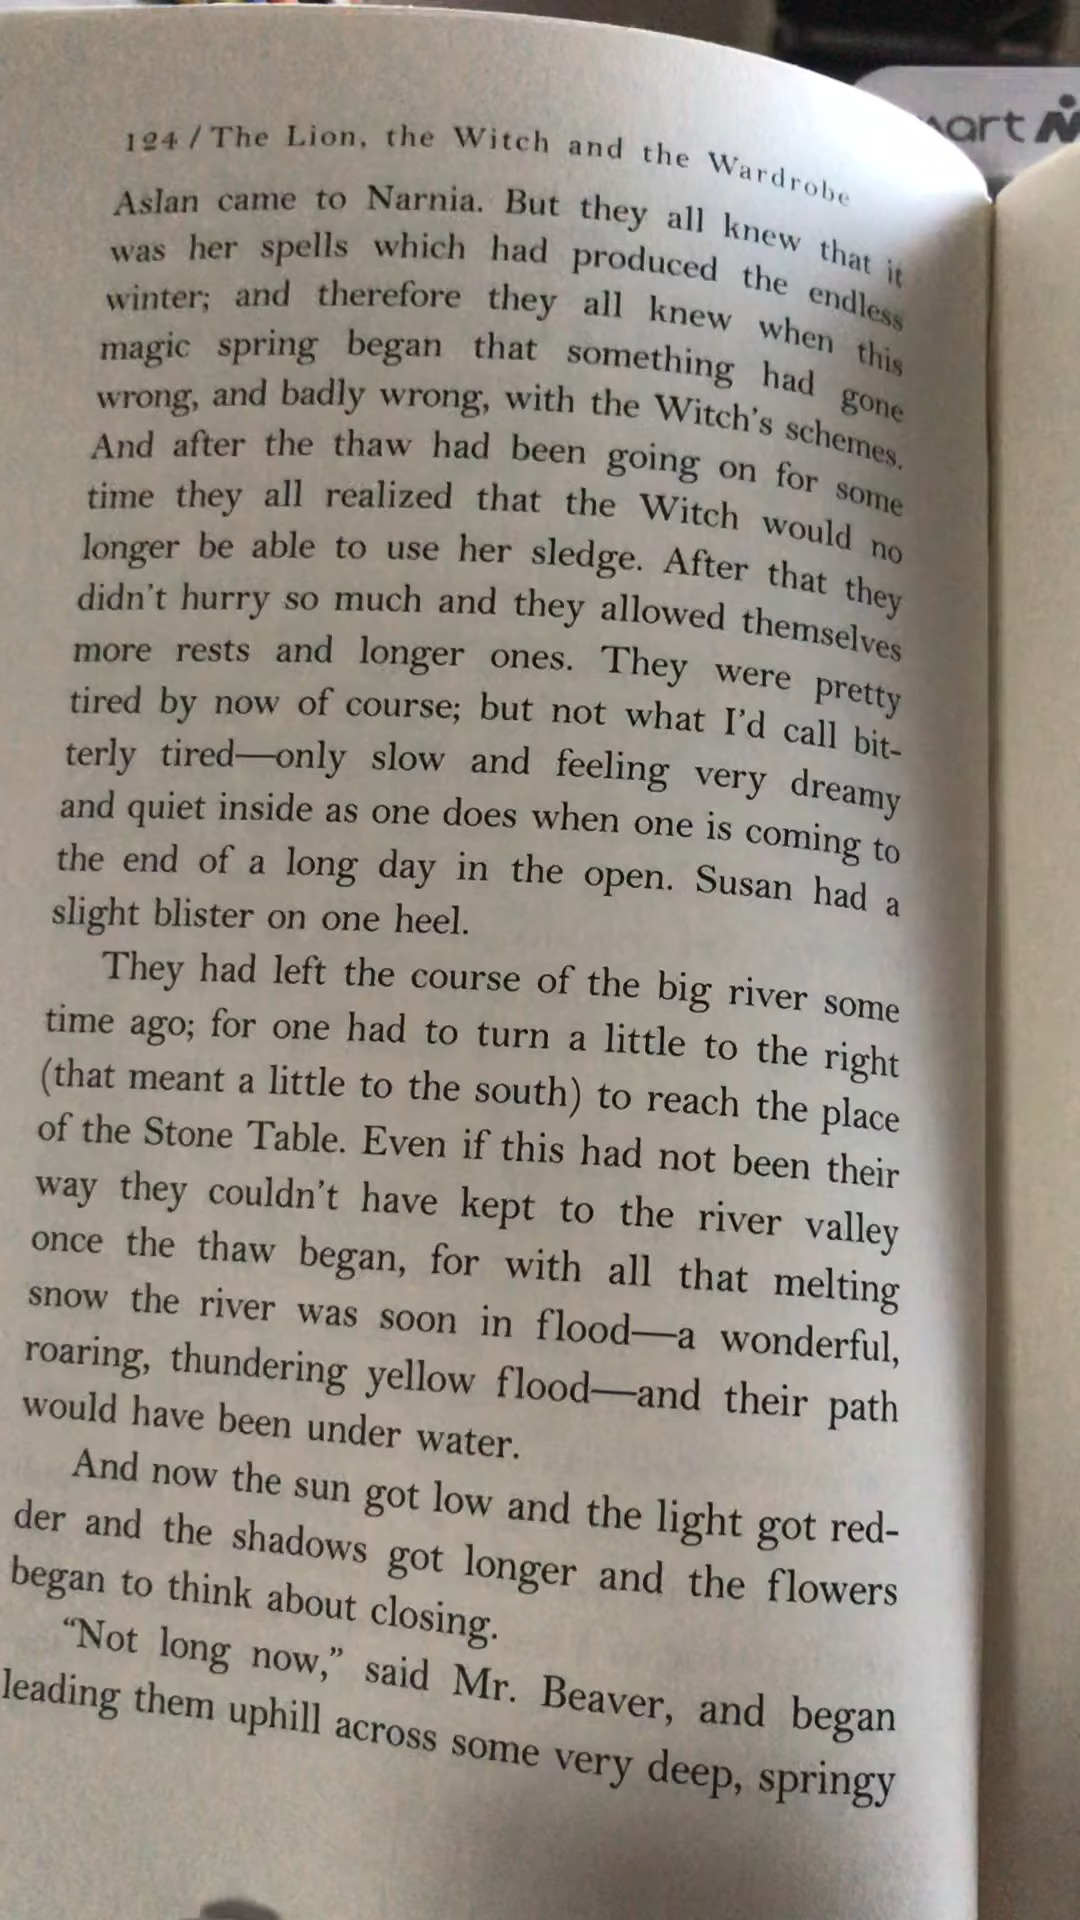 124 / The Lion, the Witch and the Wardrobe
Aslan came to Narnia. But they all knew that it
was her spells which had produced the endless
winter; and therefore they all knew when this
magic spring began that something had gone
wrong, and badly wrong, with the Witch’s schemes.
And after the thaw had been going on for some
time they all realized that the Witch would no
longer be able to use her sledge. After that they
didn’t hurry so much and they allowed themselves
more rests and longer ones. They were pretty
tired by now of course; but not what I’d call bit-
terly tired—only slow and feeling very dreamy
and quiet inside as one does when one is coming to
the end of a long day in the open. Susan had a
slight blister on one heel.
They had left the course of the big river some
time ago; for one had to turn a little to the right
(that meant a little to the south) to reach the place
of the Stone Table. Even if this had not been their
way they couldn’t have kept to the river valley
once the thaw began, for with all that melting
snow the river was soon in flood—a wonderful,
roaring, thundering yellow flood—and their path
would have been under water.
And now the sun got low and the light got red-
der and the shadows got longer and the flowers
began to think about closing.
“Not long now,” said Mr. Beaver, and began
leading them uphill across some very deep, springy